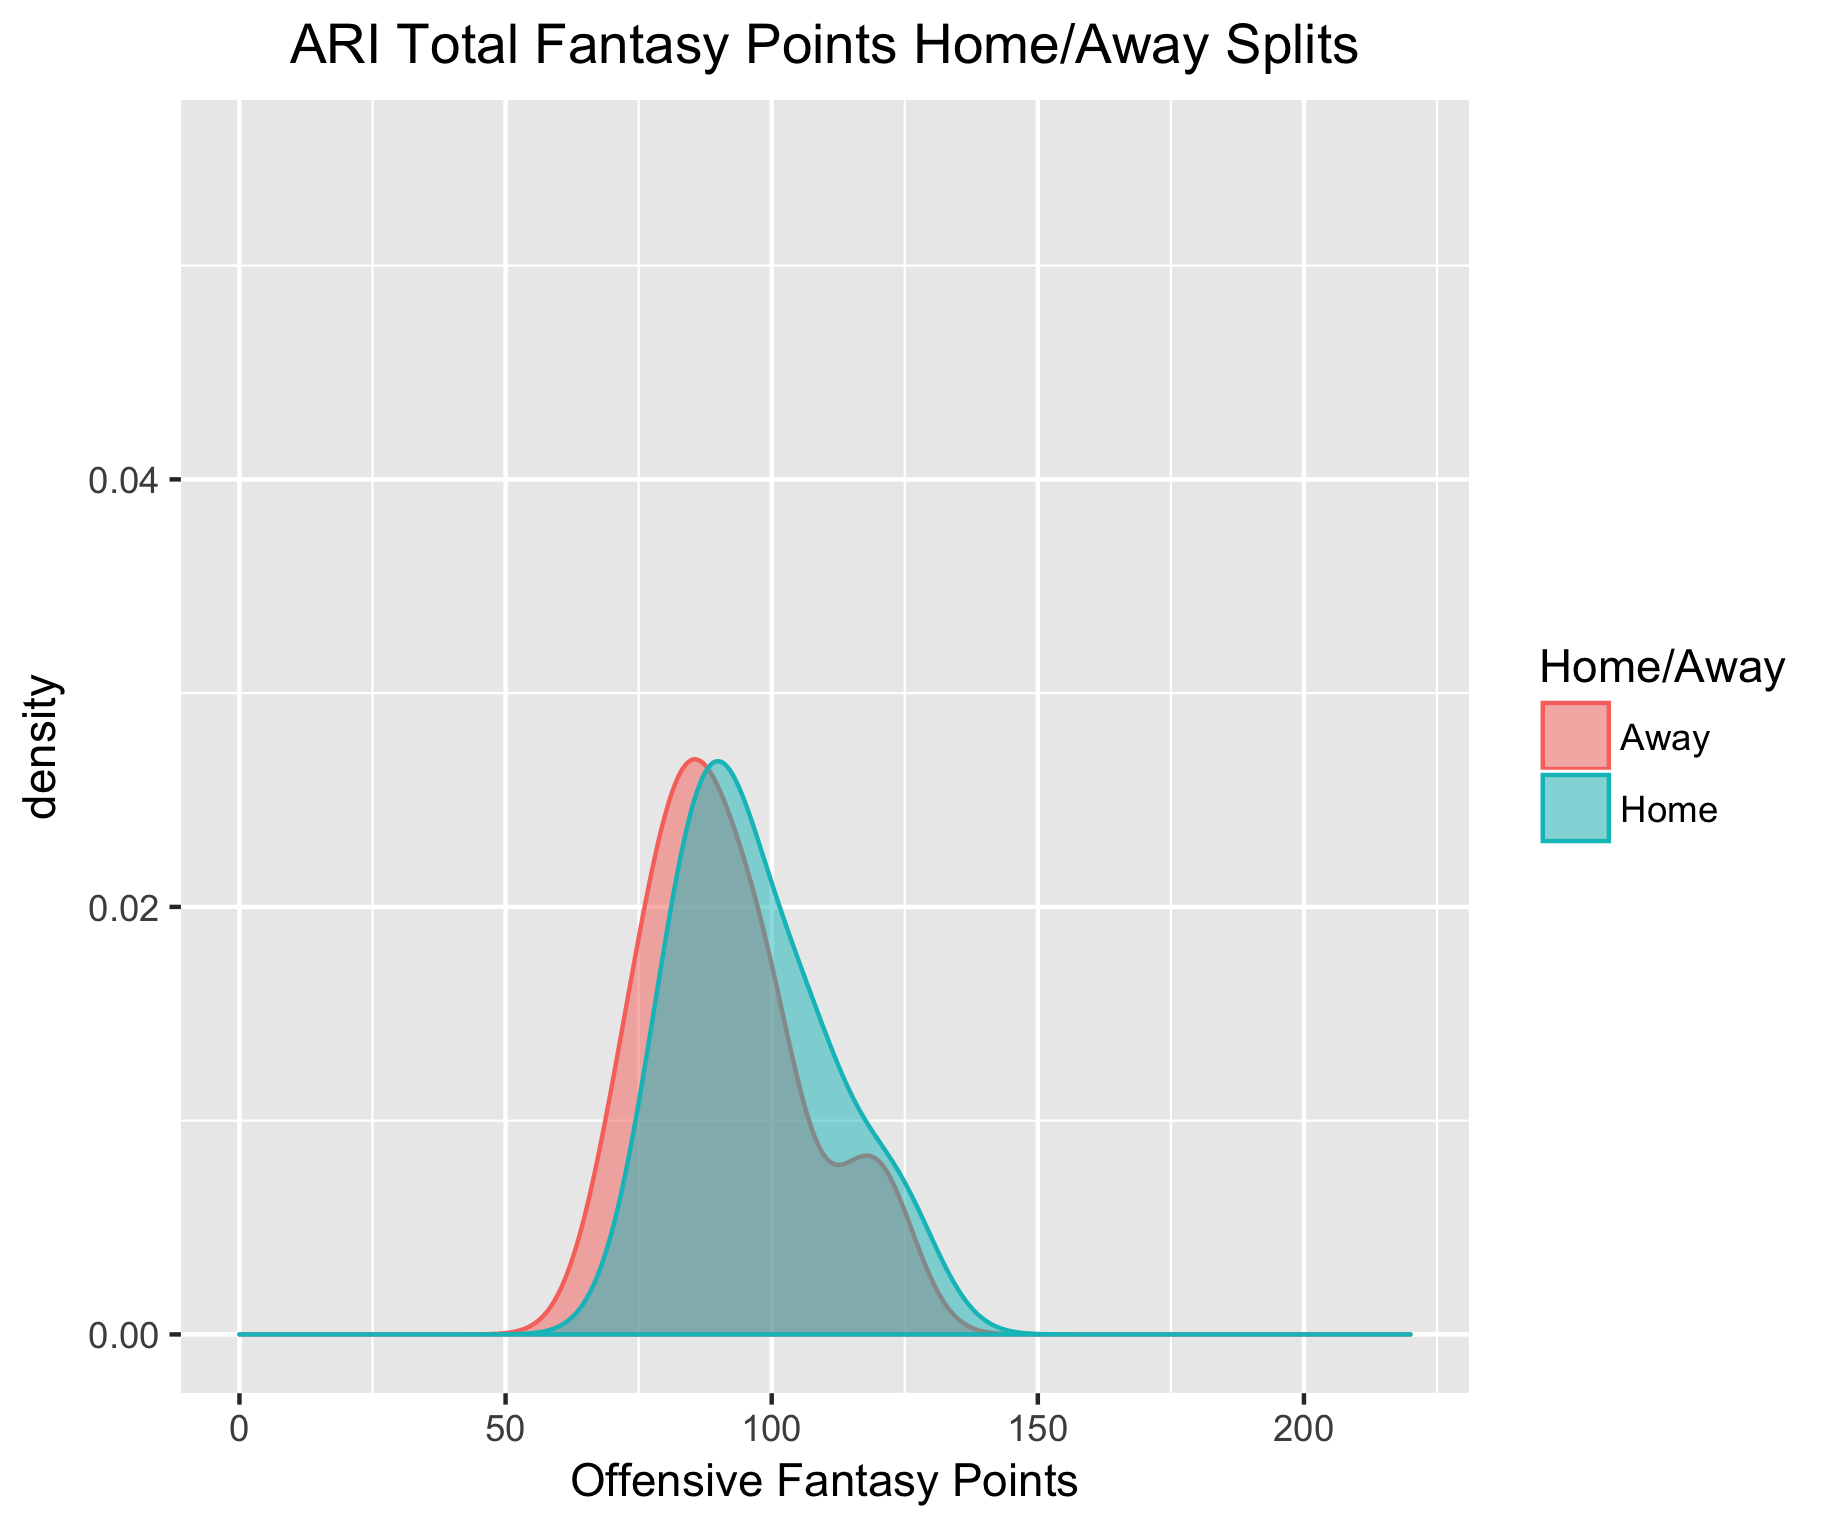 ARI Total Fantasy Points Home/Away Splits
density
0.04
0.02
0.00
0 50 100 150 200
Offensive Fantasy Points
Home/Away
Away
Home